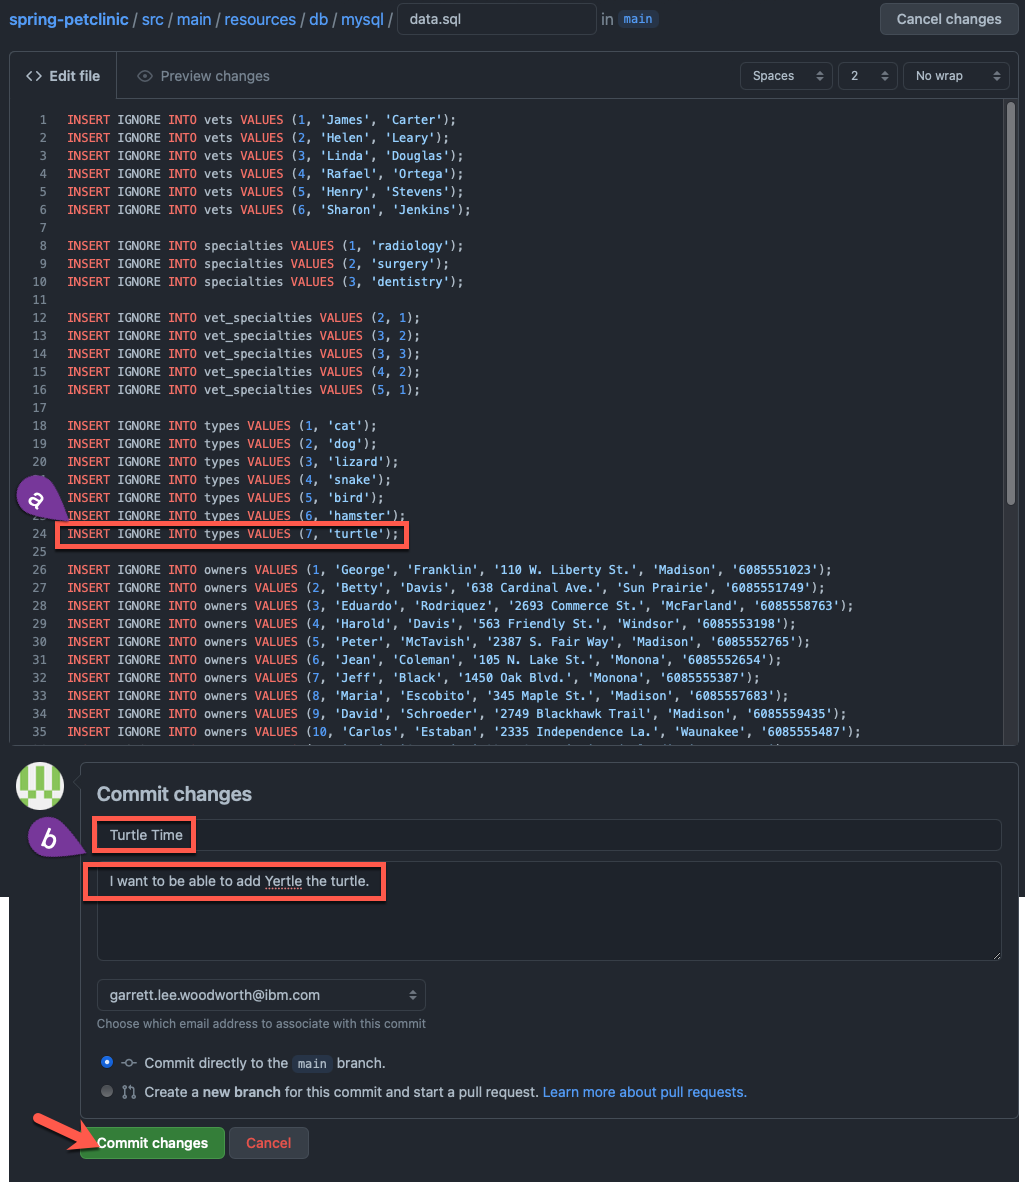 spring-petclinic / src / main / resources / db / mysql / data.sql in main Cancel changes
<> Edit file Preview changes Spaces 2 No wrap
1 INSERT IGNORE INTO vets VALUES (1, 'James', 'Carter');
2 INSERT IGNORE INTO vets VALUES (2, 'Helen', 'Leary');
3 INSERT IGNORE INTO vets VALUES (3, 'Linda', 'Douglas');
4 INSERT IGNORE INTO vets VALUES (4, 'Rafael', 'Ortega');
5 INSERT IGNORE INTO vets VALUES (5, 'Henry', 'Stevens');
6 INSERT IGNORE INTO vets VALUES (6, 'Sharon', 'Jenkins');
7
8 INSERT IGNORE INTO specialties VALUES (1, 'radiology');
9 INSERT IGNORE INTO specialties VALUES (2, 'surgery');
10 INSERT IGNORE INTO specialties VALUES (3, 'dentistry');
11
12 INSERT IGNORE INTO vet_specialties VALUES (2, 1);
13 INSERT IGNORE INTO vet_specialties VALUES (3, 2);
14 INSERT IGNORE INTO vet_specialties VALUES (3, 3);
15 INSERT IGNORE INTO vet_specialties VALUES (4, 2);
16 INSERT IGNORE INTO vet_specialties VALUES (5, 1);
17
18 INSERT IGNORE INTO types VALUES (1, 'cat');
19 INSERT IGNORE INTO types VALUES (2, 'dog');
20 INSERT IGNORE INTO types VALUES (3, 'lizard');
INSERT IGNORE INTO types VALUES (4, 'snake');
a INSERT IGNORE INTO types VALUES (5, 'bird');
23 INSERT IGNORE INTO types VALUES (6, 'hamster');
24 INSERT IGNORE INTO types VALUES (7, 'turtle');
25
26 INSERT IGNORE INTO owners VALUES (1, 'George', 'Franklin', '110 W. Liberty St.', 'Madison', '6085551023');
27 INSERT IGNORE INTO owners VALUES (2, 'Betty', 'Davis', '638 Cardinal Ave.', 'Sun Prairie', '6085551749');
28 INSERT IGNORE INTO owners VALUES (3, 'Eduardo', 'Rodriquez', '2693 Commerce St.', 'McFarland', '6085558763');
29 INSERT IGNORE INTO owners VALUES (4, 'Harold', 'Davis', '563 Friendly St.', 'Windsor', '6085553198');
30 INSERT IGNORE INTO owners VALUES (5, 'Peter', 'McTavish', '2387 S. Fair Way', 'Madison', '6085552765');
31 INSERT IGNORE INTO owners VALUES (6, 'Jean', 'Coleman', '105 N. Lake St.', 'Monona', '6085552654');
32 INSERT IGNORE INTO owners VALUES (7, 'Jeff', 'Black', '1450 Oak Blvd.', 'Monona', '6085555387');
33 INSERT IGNORE INTO owners VALUES (8, 'Maria', 'Escobito', '345 Maple St.', 'Madison', '6085557683');
34 INSERT IGNORE INTO owners VALUES (9, 'David', 'Schroeder', '2749 Blackhawk Trail', 'Madison', '6085559435');
35 INSERT IGNORE INTO owners VALUES (10, 'Carlos', 'Estaban', '2335 Independence La.', 'Waunakee', '6085555487');
Commit changes
b Turtle Time
I want to be able to add Yertle the turtle.
garrett.lee.woodworth@ibm.com
Choose which email address to associate with this commit
Commit directly to the main branch.
Create a new branch for this commit and start a pull request. Learn more about pull requests.
Commit changes Cancel